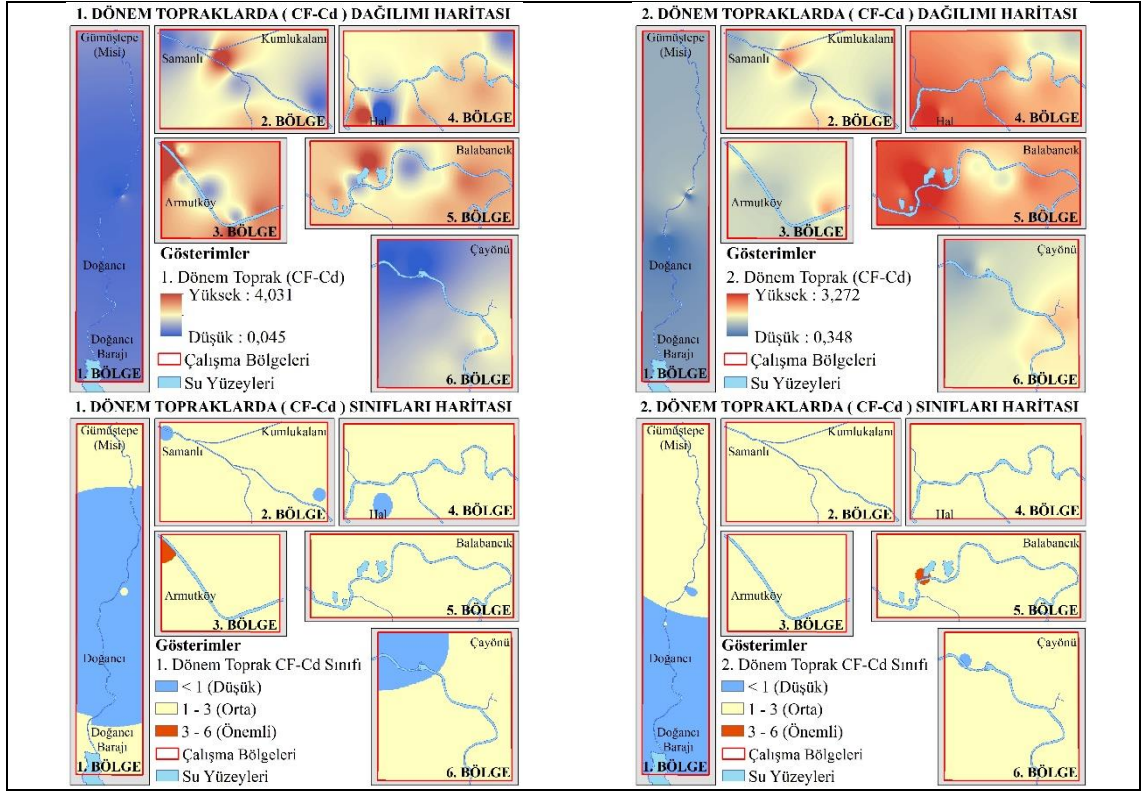 1. DÖNEM TOPRAKLARDA ( CF-Cd ) DAĞILIMI HARİTASI
Gümüştepe
(Misi)
Doğancı
Doğancı
Barajı
1. BÖLGE
Kumlukalanı
Samanlı
2. BÖLGE
Hal
4. BÖLGE
Armutköy
3. BÖLGE
Balabancık
5. BÖLGE
Çayönü
6. BÖLGE
Gösterimler
1. Dönem Toprak (CF-Cd)
Yüksek : 4,031
Düşük : 0,045
Çalışma Bölgeleri
Su Yüzeyleri
2. DÖNEM TOPRAKLARDA ( CF-Cd ) DAĞILIMI HARİTASI
Gümüştepe
(Misi)
Doğancı
Doğancı
Barajı
1. BÖLGE
Kumlukalanı
Samanlı
2. BÖLGE
Hal
4. BÖLGE
Armutköy
3. BÖLGE
Balabancık
5. BÖLGE
Çayönü
6. BÖLGE
Gösterimler
2. Dönem Toprak (CF-Cd)
Yüksek : 3,272
Düşük : 0,348
Çalışma Bölgeleri
Su Yüzeyleri
1. DÖNEM TOPRAKLARDA ( CF-Cd ) SINIFLARI HARİTASI
Gümüştepe
(Misi)
Doğancı
Doğancı
Barajı
1. BÖLGE
Kumlukalanı
Samanlı
2. BÖLGE
Hal
4. BÖLGE
Armutköy
3. BÖLGE
Balabancık
5. BÖLGE
Çayönü
6. BÖLGE
Gösterimler
1. Dönem Toprak CF-Cd Sınıfı
< 1 (Düşük)
1 - 3 (Orta)
3 - 6 (Önemli)
Çalışma Bölgeleri
Su Yüzeyleri
2. DÖNEM TOPRAKLARDA ( CF-Cd ) SINIFLARI HARİTASI
Gümüştepe
(Misi)
Doğancı
Doğancı
Barajı
1. BÖLGE
Kumlukalanı
Samanlı
2. BÖLGE
Hal
4. BÖLGE
Armutköy
3. BÖLGE
Balabancık
5. BÖLGE
Çayönü
6. BÖLGE
Gösterimler
2. Dönem Toprak CF-Cd Sınıfı
< 1 (Düşük)
1 - 3 (Orta)
3 - 6 (Önemli)
Çalışma Bölgeleri
Su Yüzeyleri